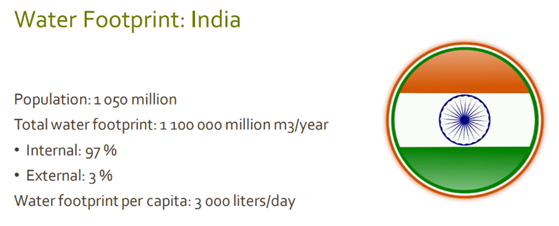 Water Footprint: India
Population: 1 050 million
Total water footprint: 1 100 000 million m3/year
• Internal: 97 %
• External: 3 %
Water footprint per capita: 3 000 liters/day